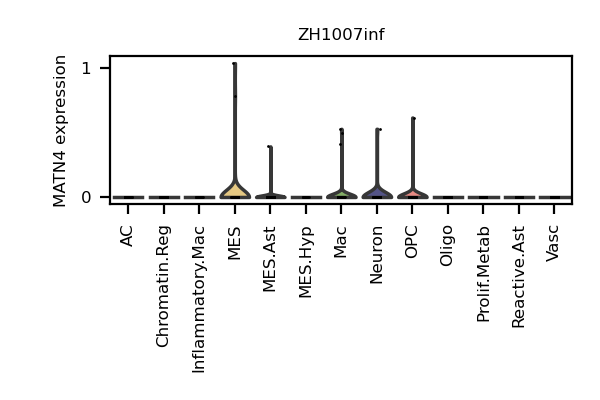 ZH1007inf
MATN4 expression
1
0
AC
Chromatin.Reg
Inflammatory.Mac
MES
MES.Ast
MES.Hyp
Mac
Neuron
OPC
Oligo
Prolif.Metab
Reactive.Ast
Vasc